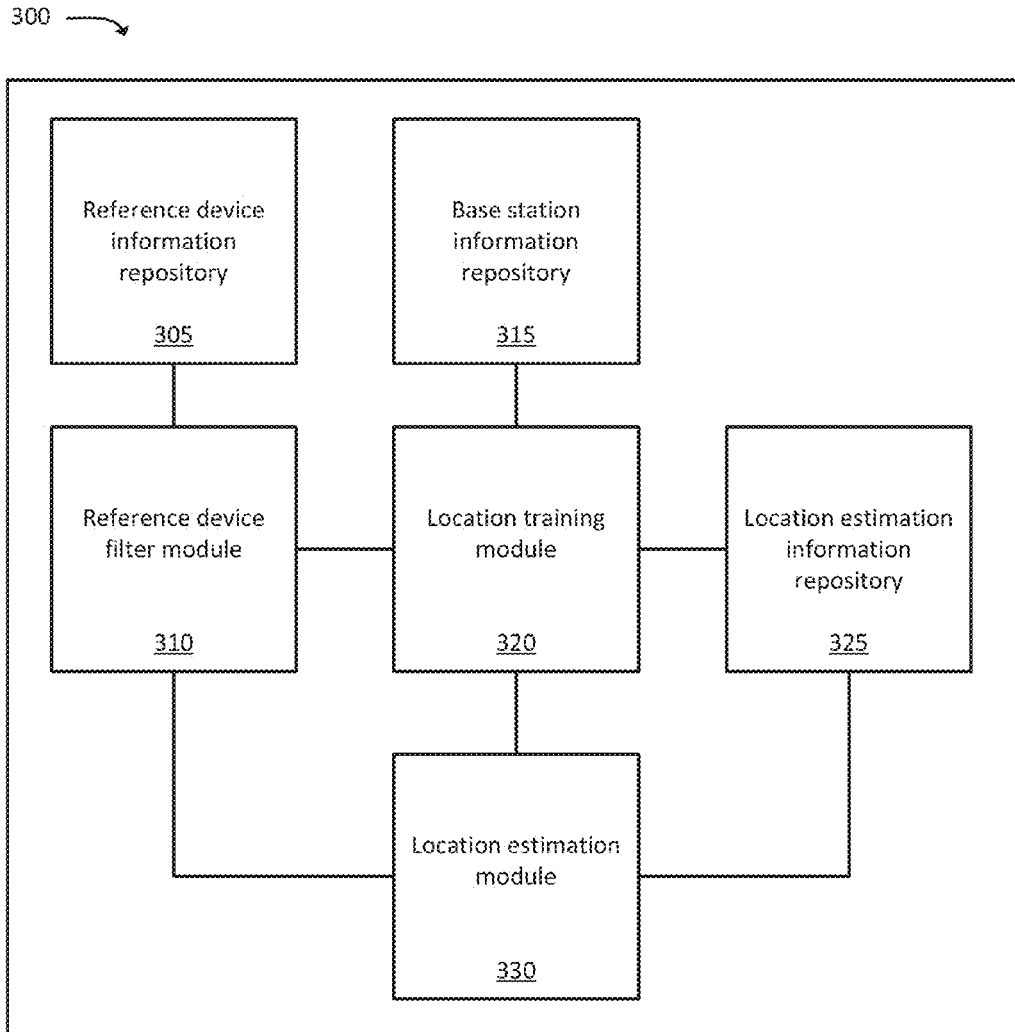 300
Reference device
information
repository
305
Base station
information
repository
315
Reference device
filter module
310
Location training
module
320
Location estimation
information
repository
325
Location estimation
module
330